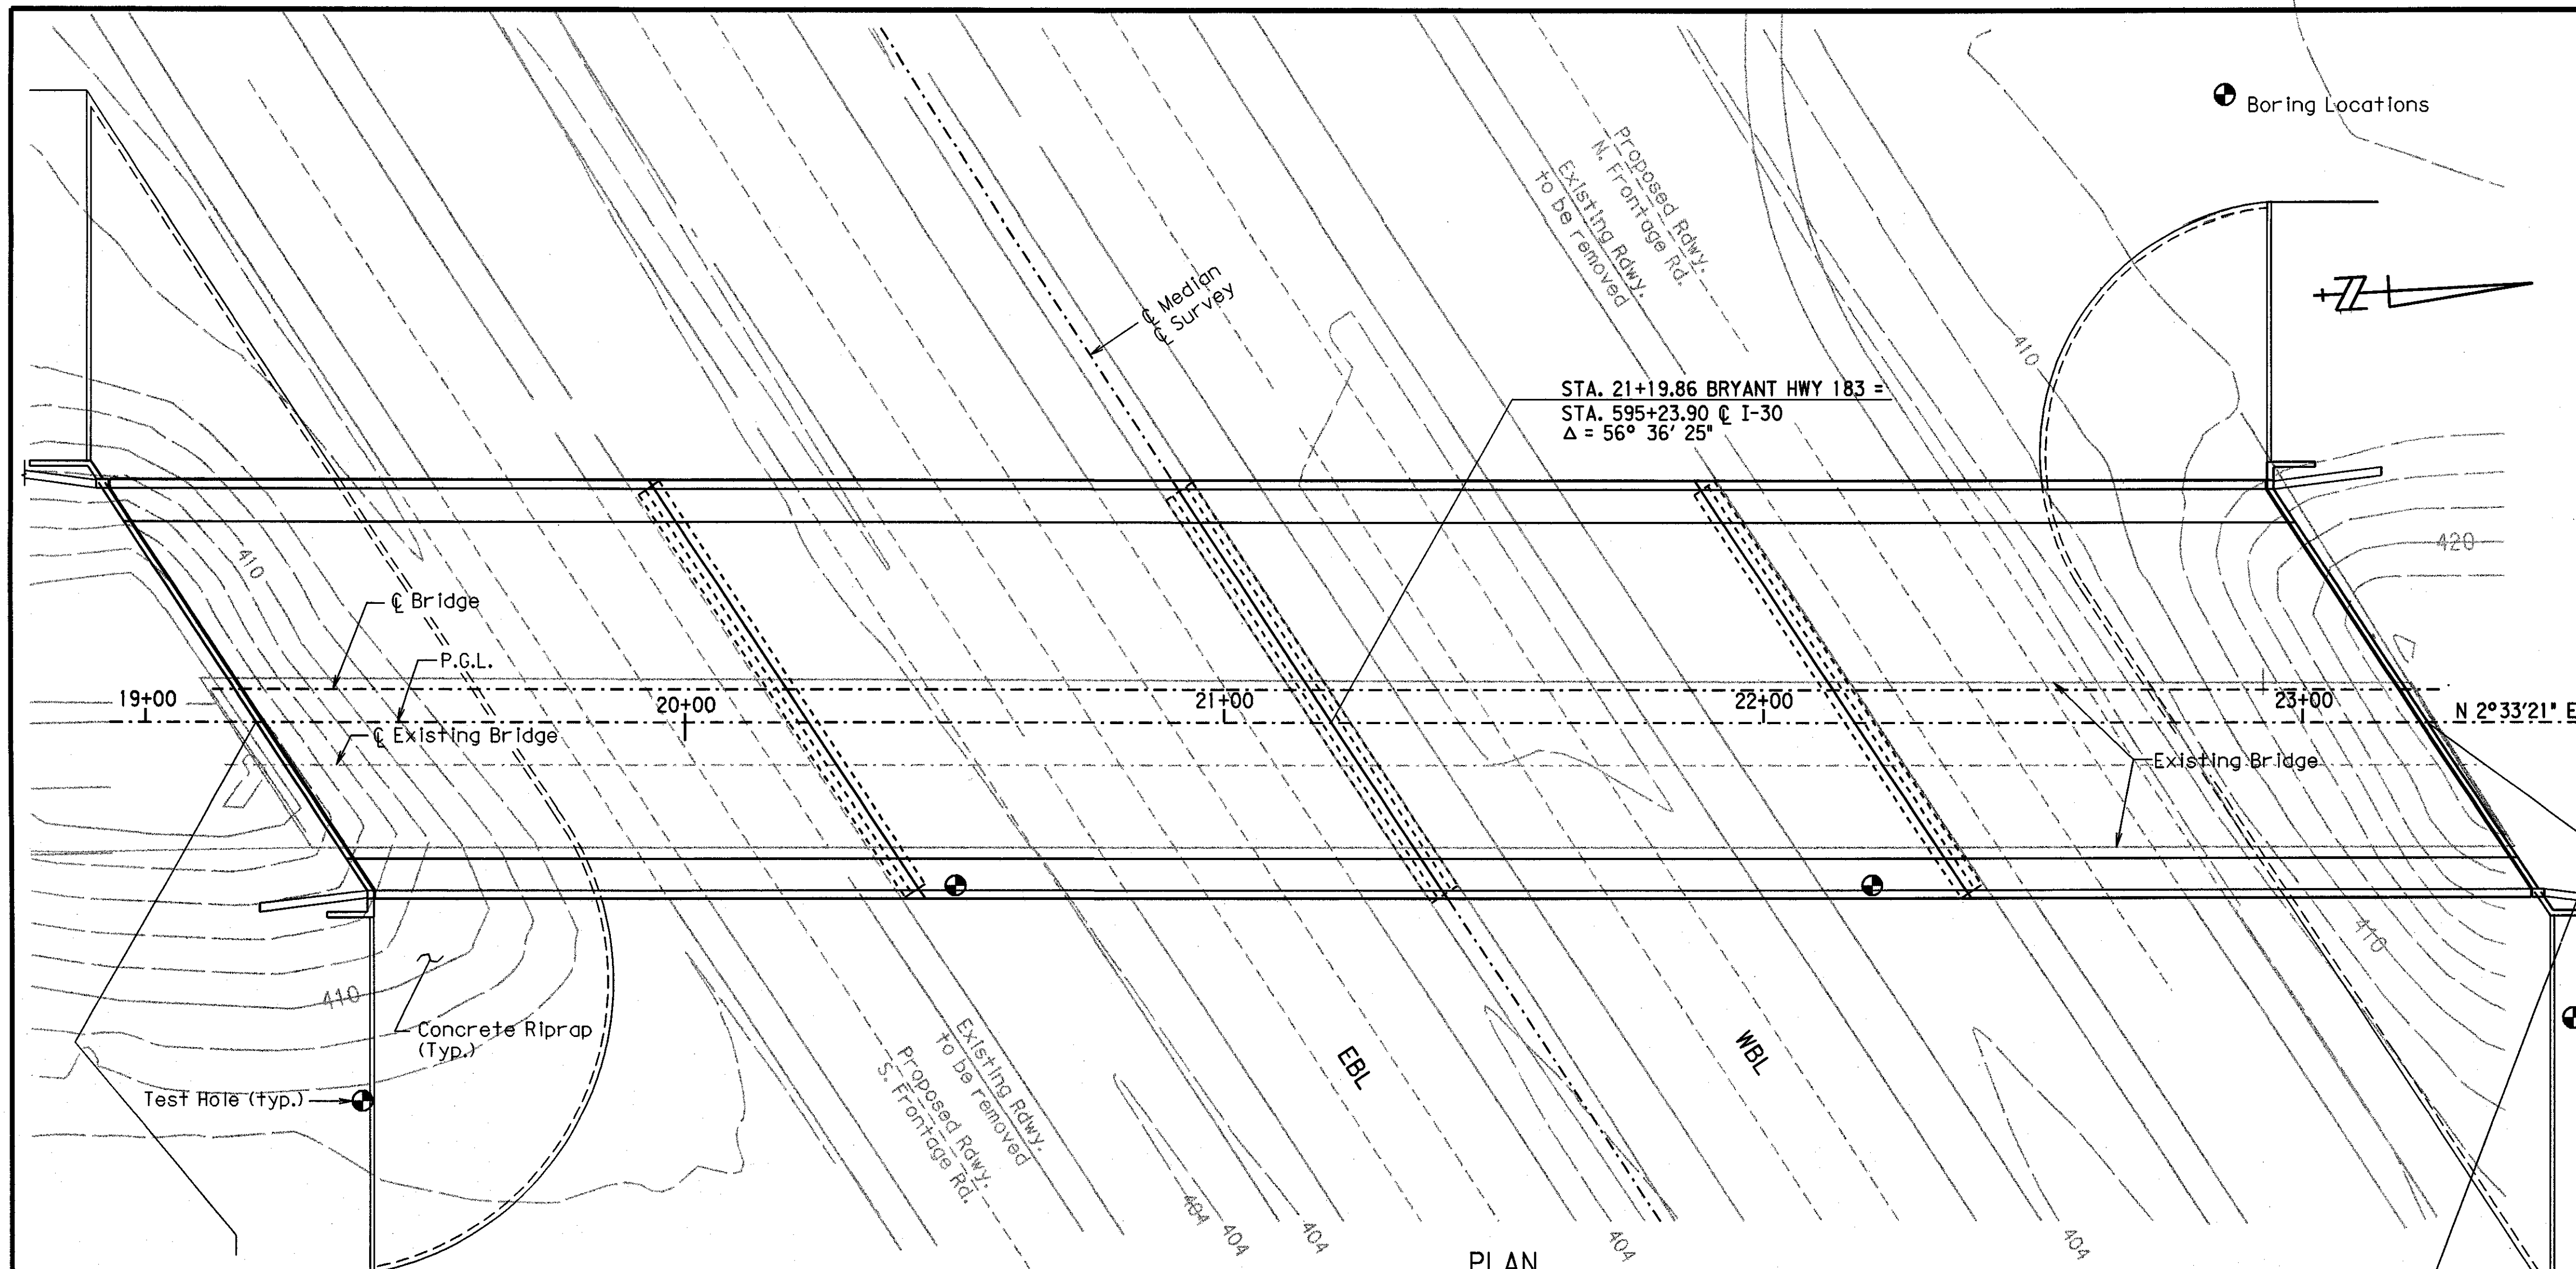 Boring Locations
Proposed Rdwy.
N. Frontage Rd.
Existing Rdwy.
to be removed
N
℄ Median
℄ Survey
410
STA. 21+19.86 BRYANT HWY 183 =
STA. 595+23.90 ℄ I-30
Δ = 56° 36' 25"
420
410
℄ Bridge
P.G.L.
19+00
20+00
21+00
22+00
23+00
N 2°33'21" E
℄ Existing Bridge
Existing Bridge
410
410
Concrete Riprap
(Typ.)
Test Hole (typ.)
Existing Rdwy.
to be removed
Proposed Rdwy.
S. Frontage Rd.
EBL
WBL
404
404
404
404
404
PLAN